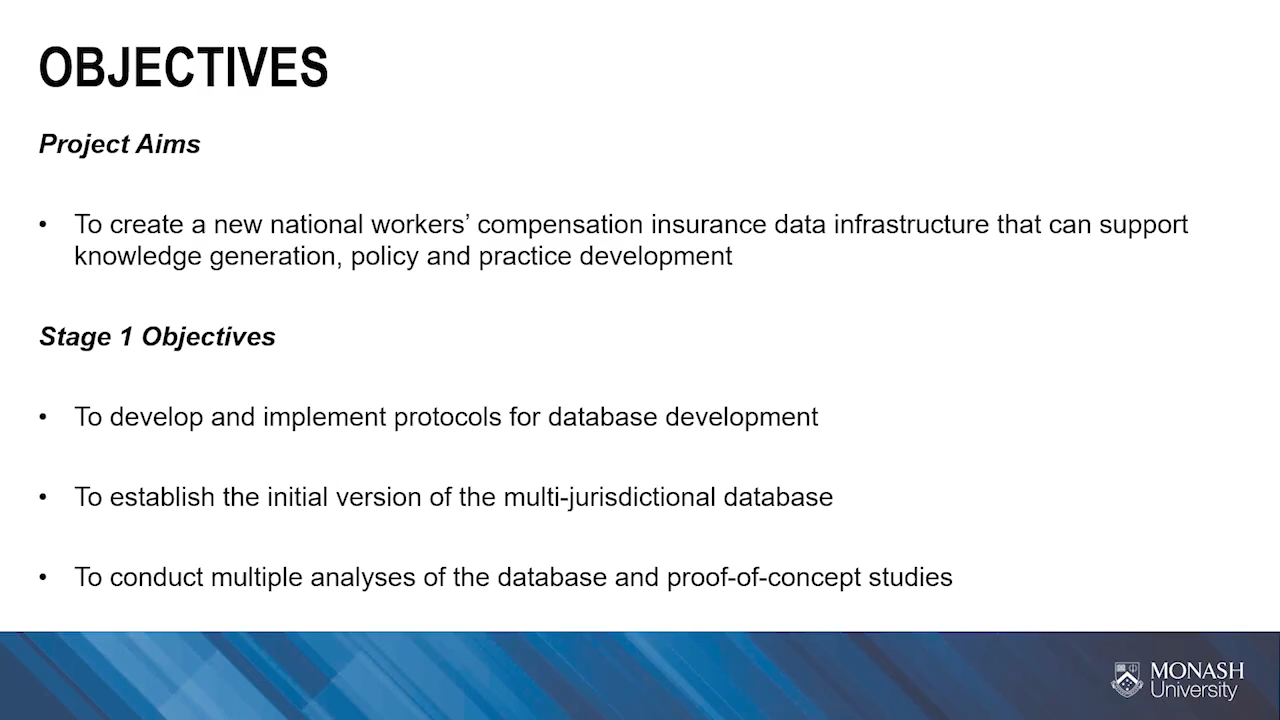 OBJECTIVES
Project Aims
• To create a new national workers’ compensation insurance data infrastructure that can support
knowledge generation, policy and practice development
Stage 1 Objectives
• To develop and implement protocols for database development
• To establish the initial version of the multi-jurisdictional database
• To conduct multiple analyses of the database and proof-of-concept studies
MONASH
University